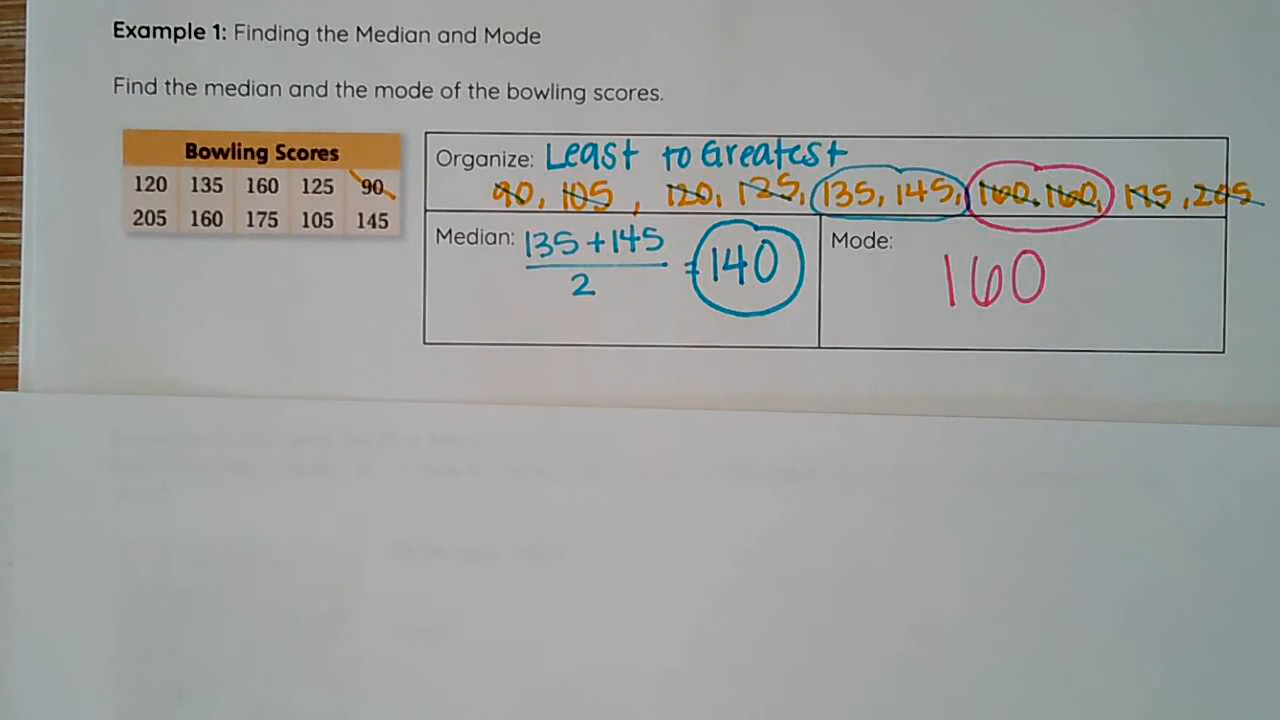 Example 1: Finding the Median and Mode
Find the median and the mode of the bowling scores.
Bowling Scores
120 135 160 125 90
205 160 175 105 145
Organize: Least to Greatest
90, 105, 120, 125, 135, 145, 160, 160, 175, 205
Median: 135 + 145
2
= 140
Mode:
160